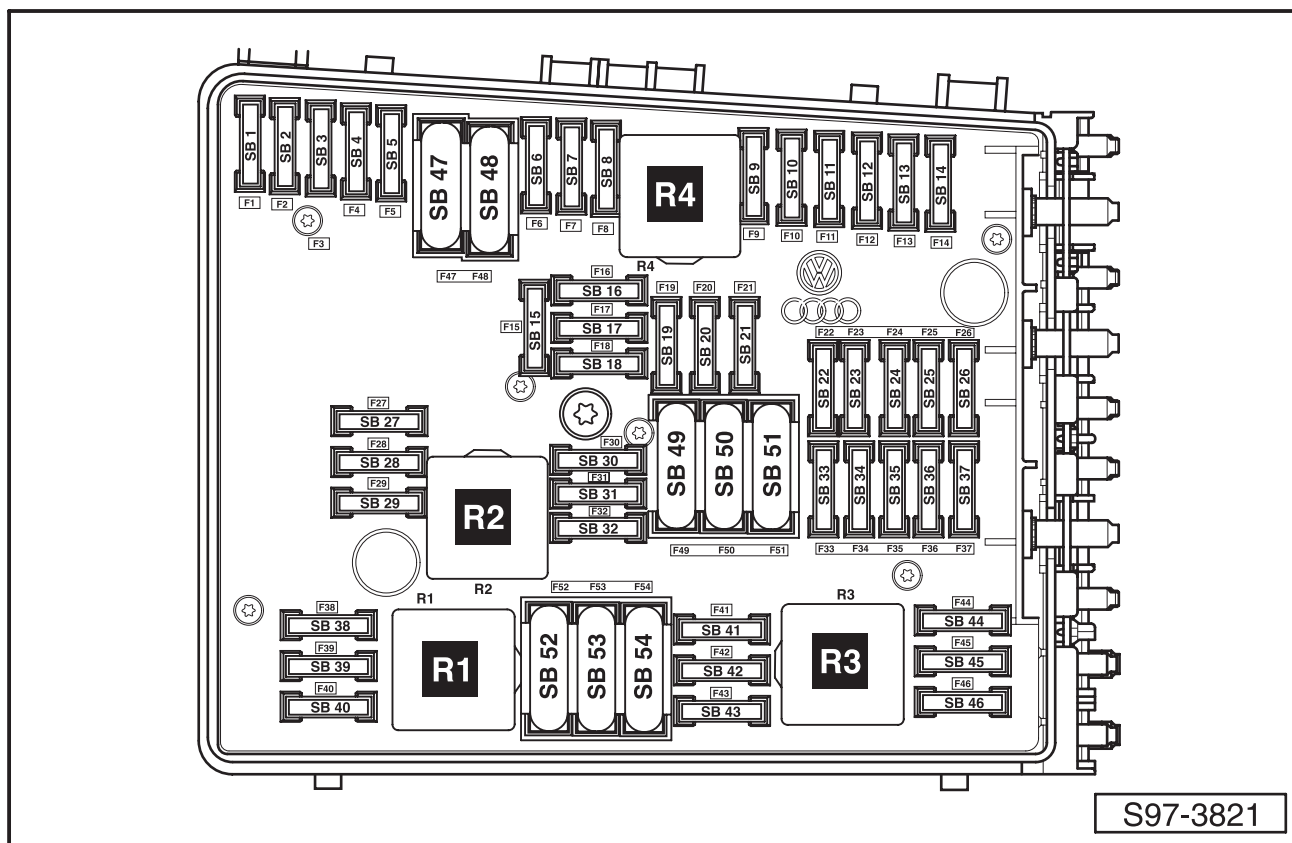 SB 1 SB 2 SB 3 SB 4 SB 5 SB 47 SB 48 SB 6 SB 7 SB 8 R4 SB 9 SB 10 SB 11 SB 12 SB 13 SB 14
F1 F2 F3 F4 F5 F6 F7 F8 F9 F10 F11 F12 F13 F14
F47 F48
R4
F15
SB 15
F16
SB 16
F17
SB 17
F18
SB 18
F19 F20 F21
SB 19 SB 20 SB 21
F22 F23 F24 F25 F26
SB 22 SB 23 SB 24 SB 25 SB 26
F27
SB 27
F28
SB 28
F29
SB 29
R2
R2
F30
SB 30
F31
SB 31
F32
SB 32
SB 49 SB 50 SB 51
F49 F50 F51
SB 33 SB 34 SB 35 SB 36 SB 37
F33 F34 F35 F36 F37
F38
SB 38
F39
SB 39
F40
SB 40
R1
R1
F52 F53 F54
SB 52 SB 53 SB 54
F41
SB 41
F42
SB 42
F43
SB 43
R3
R3
F44
SB 44
F45
SB 45
F46
SB 46
S97-3821